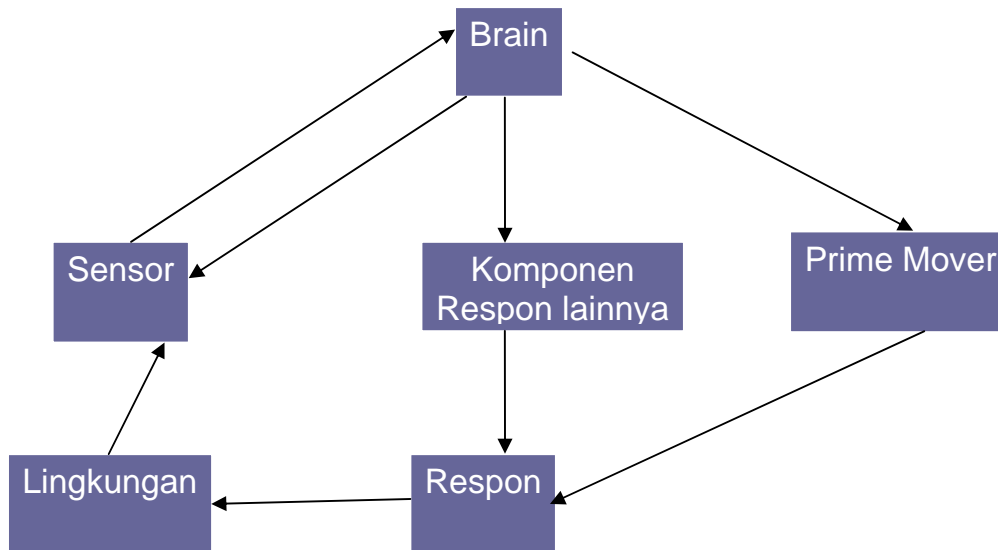 Brain
Sensor
Komponen
Respon lainnya
Prime Mover
Lingkungan
Respon